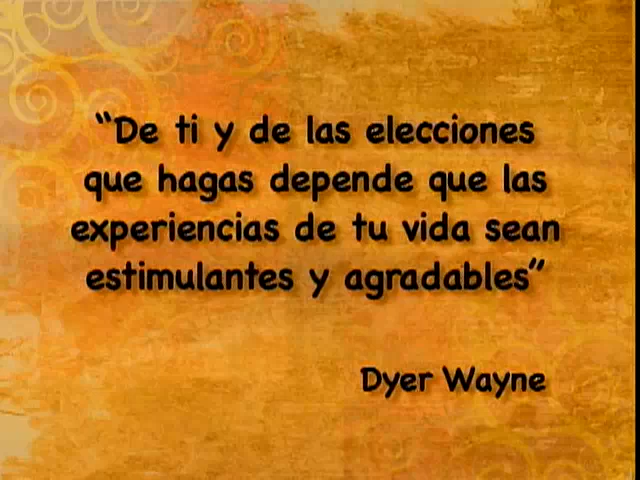 “De ti y de las elecciones
que hagas depende que las
experiencias de tu vida sean
estimulantes y agradables”
Dyer Wayne